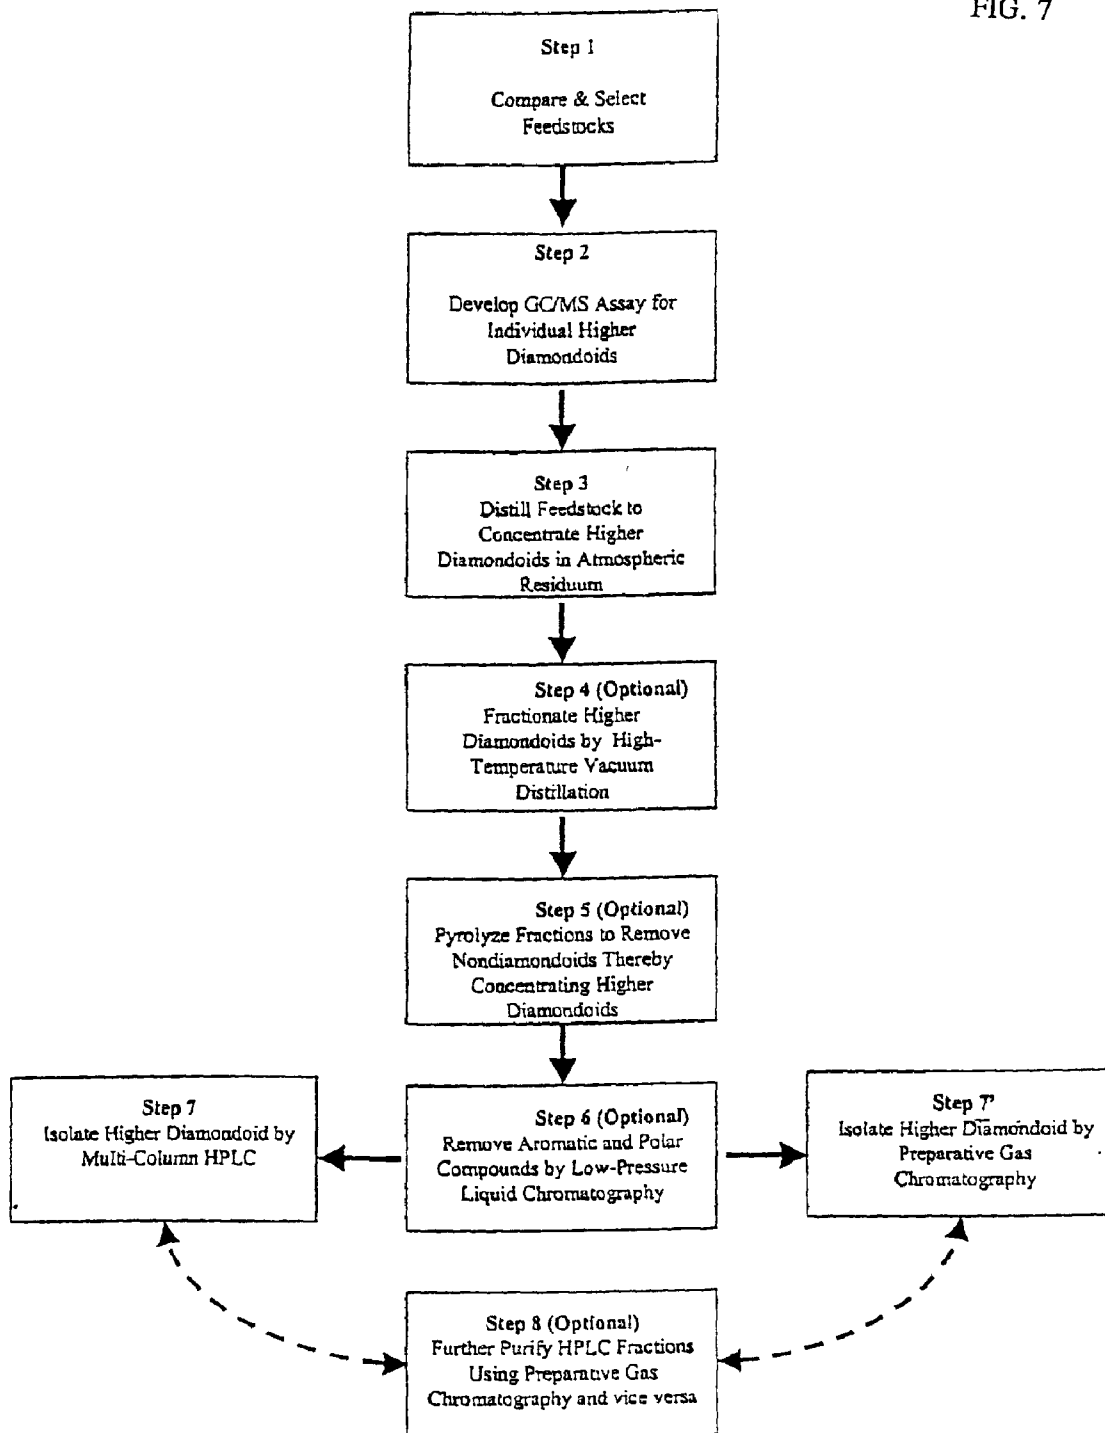 FIG. 7
Step 1
Compare & Select
Feedstocks
Step 2
Develop GC/MS Assay for
Individual Higher
Diamondoids
Step 3
Distill Feedstock to
Concentrate Higher
Diamondoids in Atmospheric
Residuum
Step 4 (Optional)
Fractionate Higher
Diamondoids by High-
Temperature Vacuum
Distillation
Step 5 (Optional)
Pyrolyze Fractions to Remove
Nondiamondoids Thereby
Concentrating Higher
Diamondoids
Step 6 (Optional)
Remove Aromatic and Polar
Compounds by Low-Pressure
Liquid Chromatography
Step 7
Isolate Higher Diamondoid by
Multi-Column HPLC
Step 7'
Isolate Higher Diamondoid by
Preparative Gas
Chromatography
Step 8 (Optional)
Further Purify HPLC Fractions
Using Preparative Gas
Chromatography and vice versa